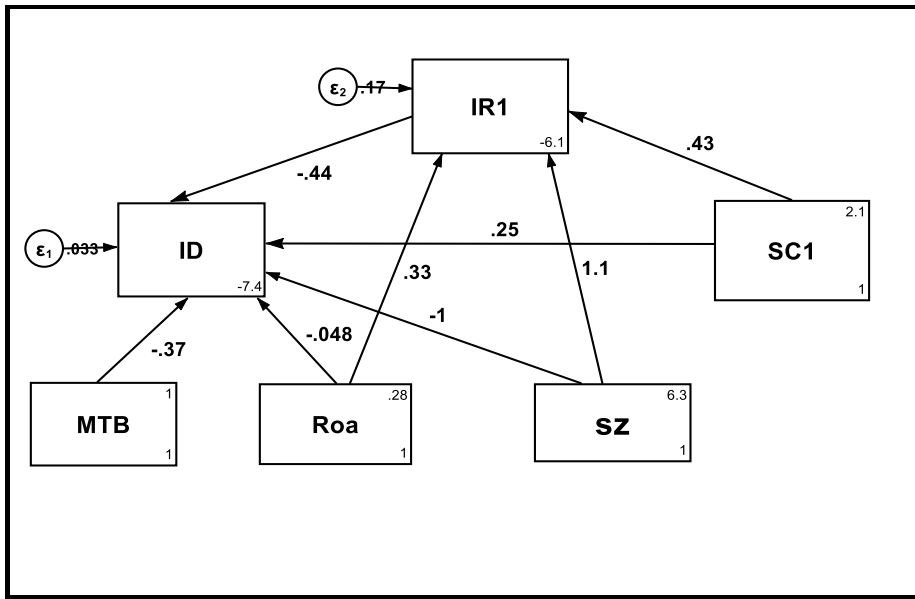 ε₂
.17
IR1
-6.1
.43
-.44
2.1
SC1
1
ε₁
.033
ID
-7.4
.25
.33
1.1
-1
-.37
-.048
1
MTB
1
.28
Roa
1
6.3
sz
1